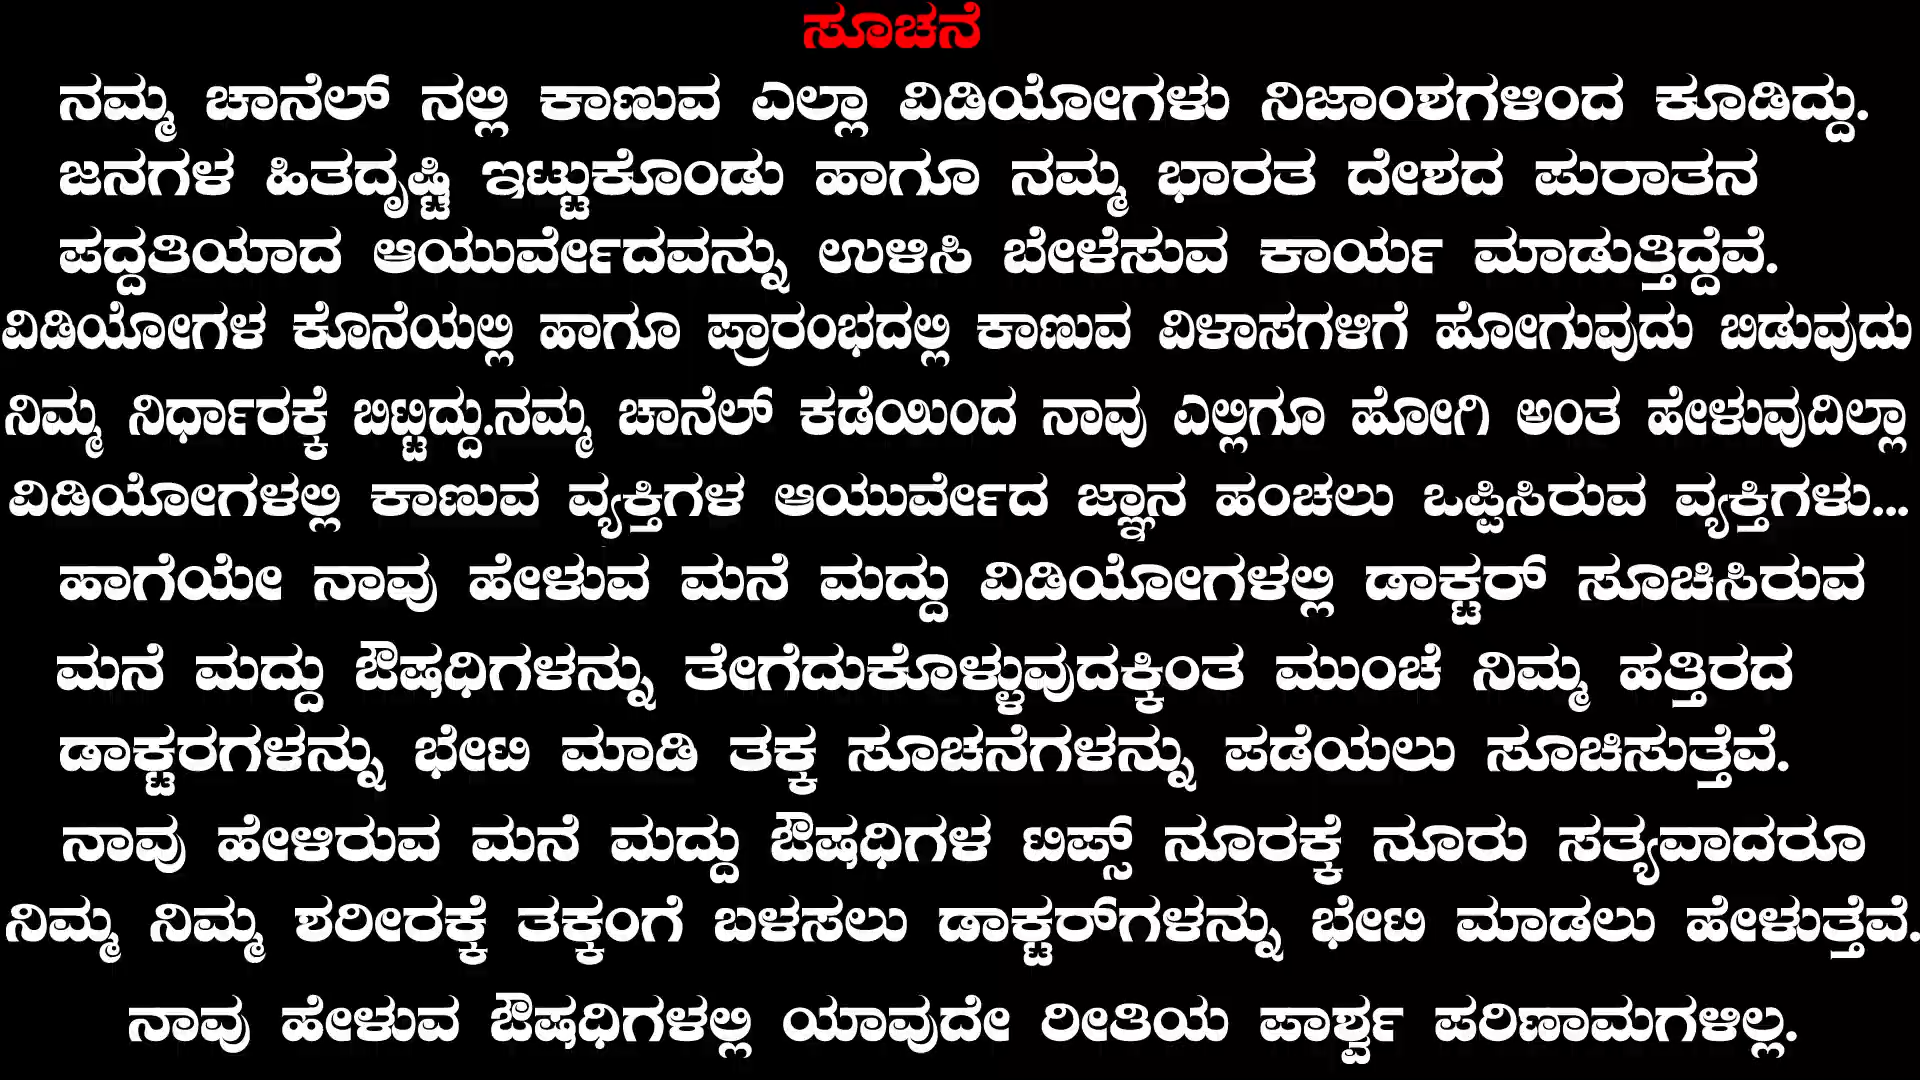 ಸೂಚನೆ
ನಮ್ಮ ಚಾನೆಲ್ ನಲ್ಲಿ ಕಾಣುವ ಎಲ್ಲಾ ವಿಡಿಯೋಗಳು ನಿಜಾಂಶಗಳಿಂದ ಕೂಡಿದ್ದು.
ಜನಗಳ ಹಿತದೃಷ್ಟಿ ಇಟ್ಟುಕೊಂಡು ಹಾಗೂ ನಮ್ಮ ಭಾರತ ದೇಶದ ಪುರಾತನ
ಪದ್ದತಿಯಾದ ಆಯುರ್ವೇದವನ್ನು ಉಳಿಸಿ ಬೇಳೆಸುವ ಕಾರ್ಯ ಮಾಡುತ್ತಿದ್ದೆವೆ.
ವಿಡಿಯೋಗಳ ಕೊನೆಯಲ್ಲಿ ಹಾಗೂ ಪ್ರಾರಂಭದಲ್ಲಿ ಕಾಣುವ ವಿಳಾಸಗಳಿಗೆ ಹೋಗುವುದು ಬಿಡುವುದು
ನಿಮ್ಮ ನಿರ್ಧಾರಕ್ಕೆ ಬಿಟ್ಟಿದ್ದು.ನಮ್ಮ ಚಾನೆಲ್ ಕಡೆಯಿಂದ ನಾವು ಎಲ್ಲಿಗೂ ಹೋಗಿ ಅಂತ ಹೇಳುವುದಿಲ್ಲಾ
ವಿಡಿಯೋಗಳಲ್ಲಿ ಕಾಣುವ ವ್ಯಕ್ತಿಗಳ ಆಯುರ್ವೇದ ಜ್ಞಾನ ಹಂಚಲು ಒಪ್ಪಿಸಿರುವ ವ್ಯಕ್ತಿಗಳು...
ಹಾಗೆಯೇ ನಾವು ಹೇಳುವ ಮನೆ ಮದ್ದು ವಿಡಿಯೋಗಳಲ್ಲಿ ಡಾಕ್ಟರ್ ಸೂಚಿಸಿರುವ
ಮನೆ ಮದ್ದು ಔಷಧಿಗಳನ್ನು ತೇಗೆದುಕೊಳ್ಳುವುದಕ್ಕಿಂತ ಮುಂಚೆ ನಿಮ್ಮ ಹತ್ತಿರದ
ಡಾಕ್ಟರಗಳನ್ನು ಭೇಟಿ ಮಾಡಿ ತಕ್ಕ ಸೂಚನೆಗಳನ್ನು ಪಡೆಯಲು ಸೂಚಿಸುತ್ತೆವೆ.
ನಾವು ಹೇಳಿರುವ ಮನೆ ಮದ್ದು ಔಷಧಿಗಳ ಟಿಪ್ಸ್ ನೂರಕ್ಕೆ ನೂರು ಸತ್ಯವಾದರೂ
ನಿಮ್ಮ ನಿಮ್ಮ ಶರೀರಕ್ಕೆ ತಕ್ಕಂಗೆ ಬಳಸಲು ಡಾಕ್ಟರ್‌ಗಳನ್ನು ಭೇಟಿ ಮಾಡಲು ಹೇಳುತ್ತೆವೆ.
ನಾವು ಹೇಳುವ ಔಷಧಿಗಳಲ್ಲಿ ಯಾವುದೇ ರೀತಿಯ ಪಾರ್ಶ್ವ ಪರಿಣಾಮಗಳಿಲ್ಲ.